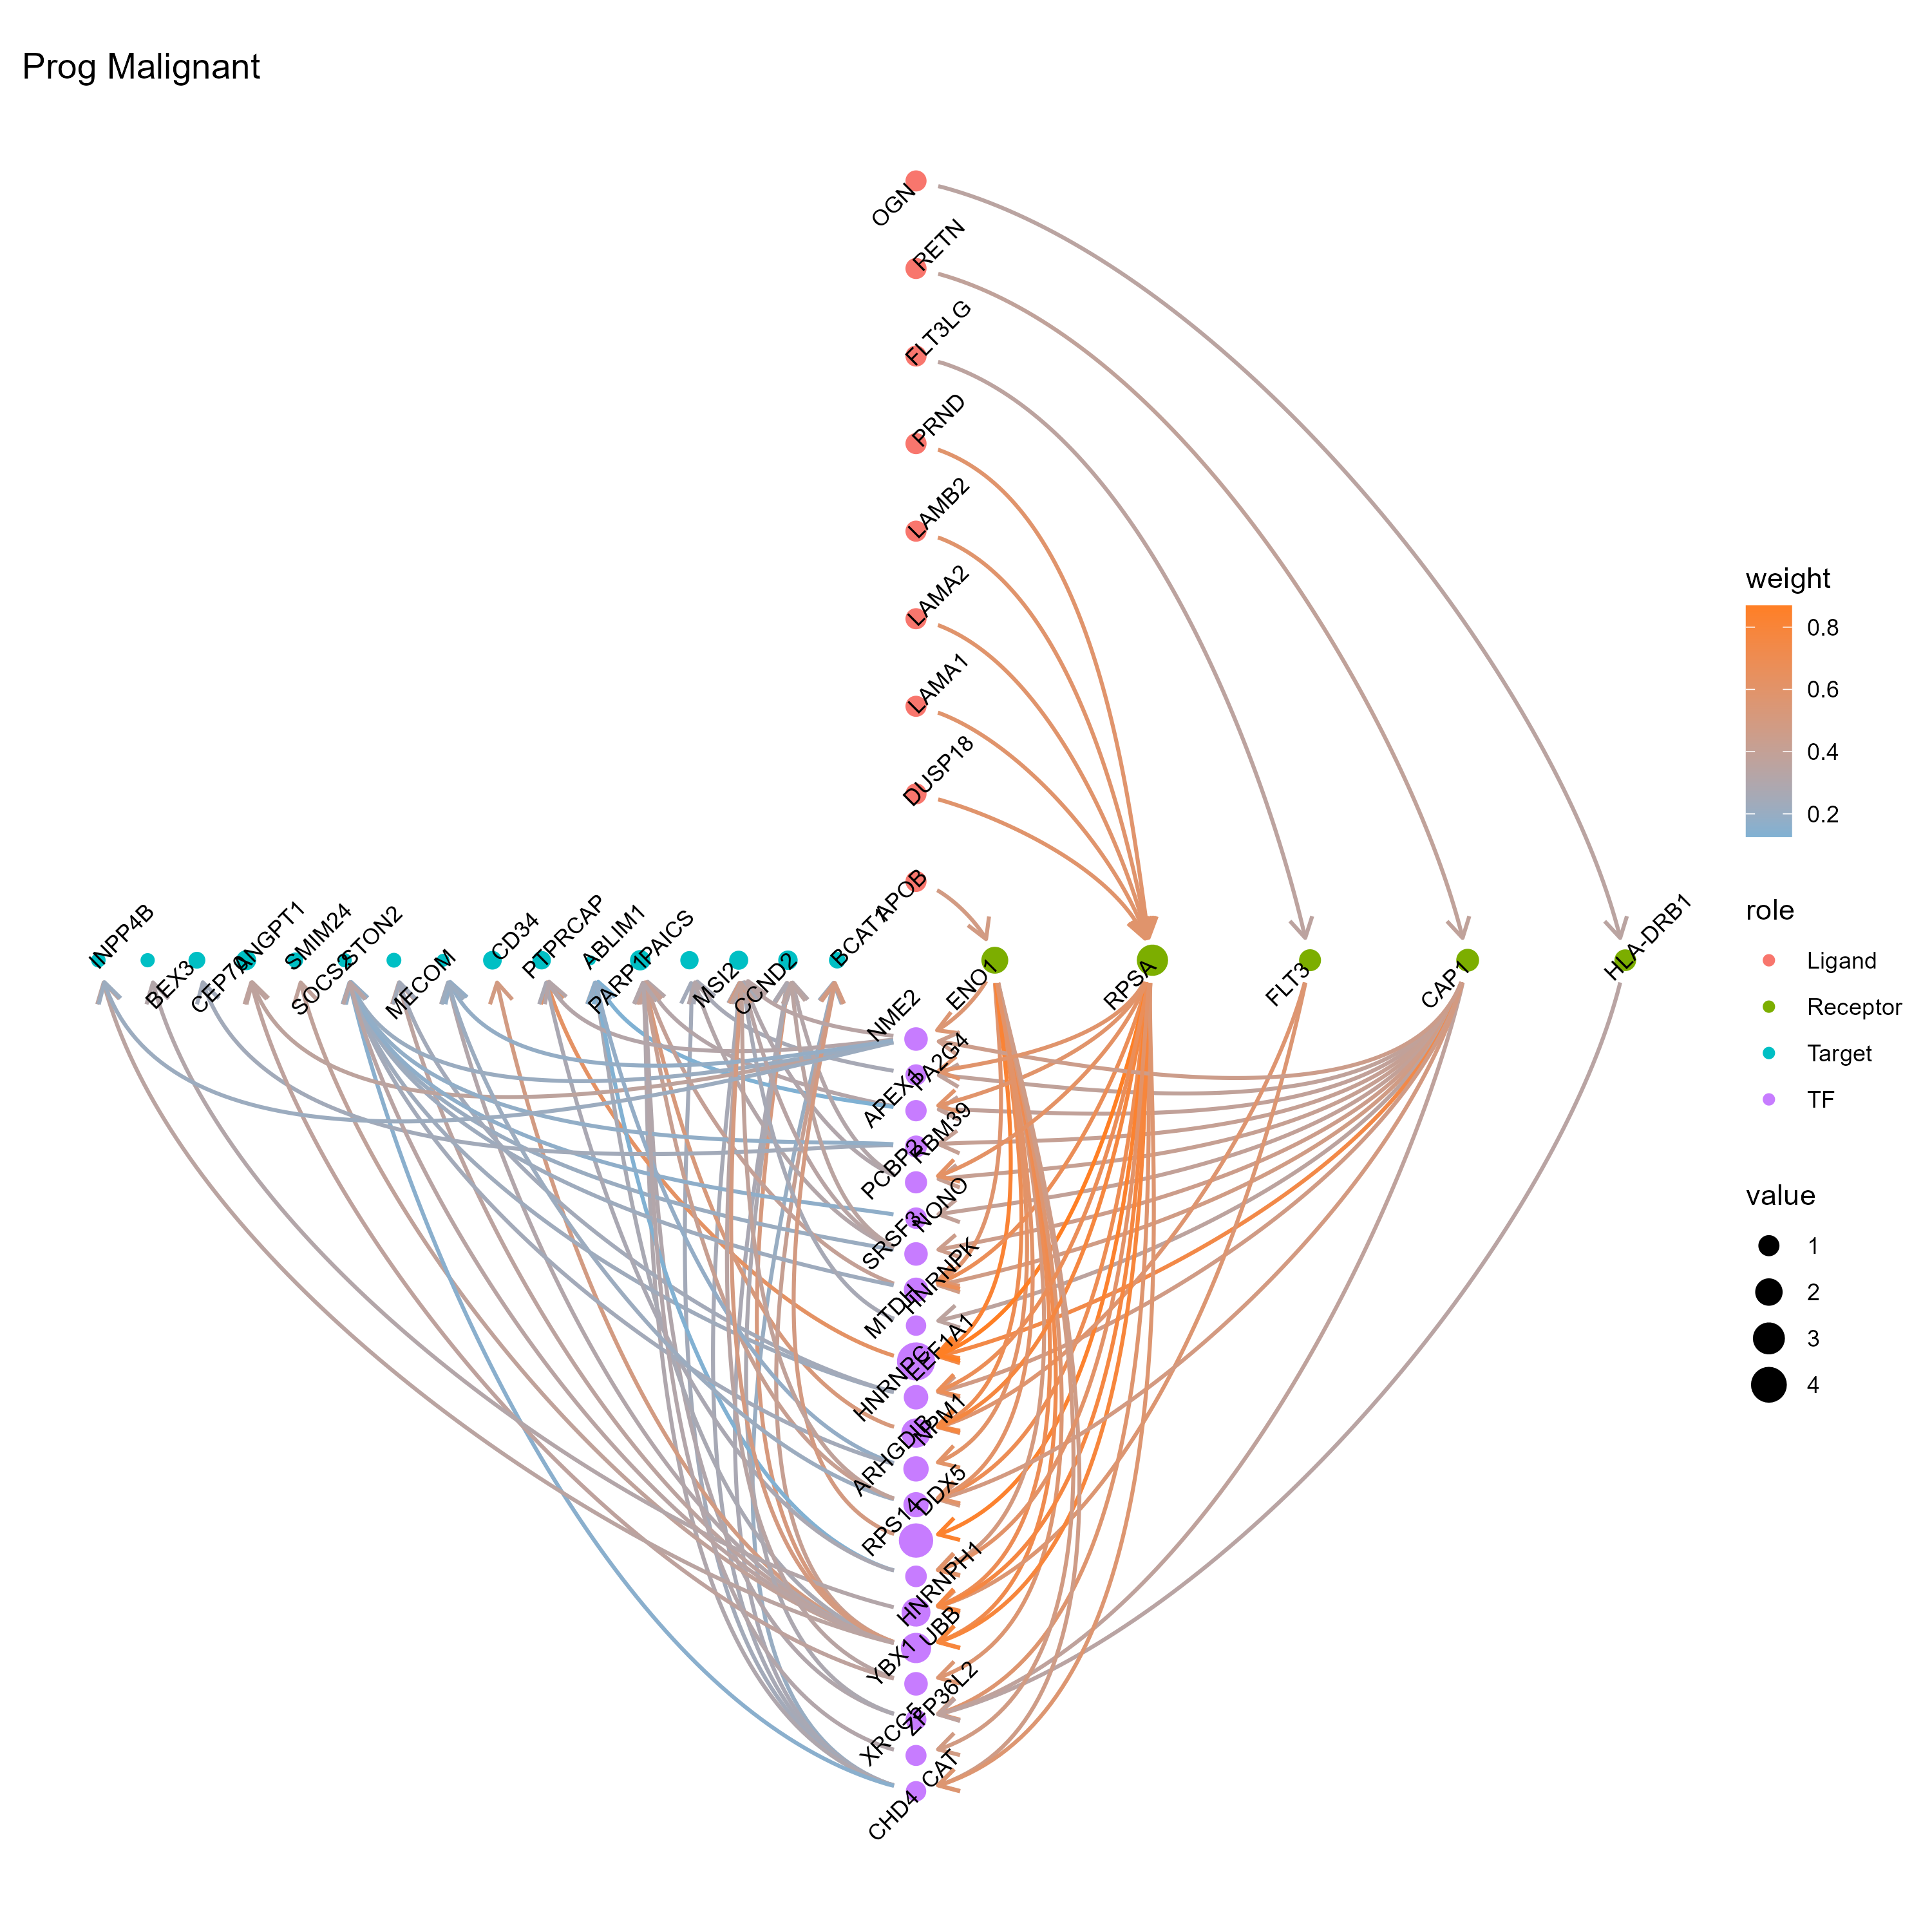 Prog Malignant
OGN
RETN
FLT3LG
PRND
LAMB2
LAMA2
LAMA1
DUSP18
APOB
INPP4B
BEX3
CEP70
ANGPT1
SMIM24
SOCS2
STON2
MECOM
CD34
PTPRCAP
ABLIM1
PARP1
PAICS
MSI2
CCND2
BCAT1
ENO1
RPSA
FLT3
CAP1
HLA-DRB1
NME2
PA2G4
APEX1
RBM39
PCBP2
NONO
SRSF3
HNRNPK
MTDH
EEF1A1
HNRNPC
NPM1
ARHGDIB
DDX5
RPS14
HNRNPH1
UBB
YBX1
ZFP36L2
XRCC5
CAT
CHD4
weight
0.8
0.6
0.4
0.2
role
Ligand
Receptor
Target
TF
value
1
2
3
4